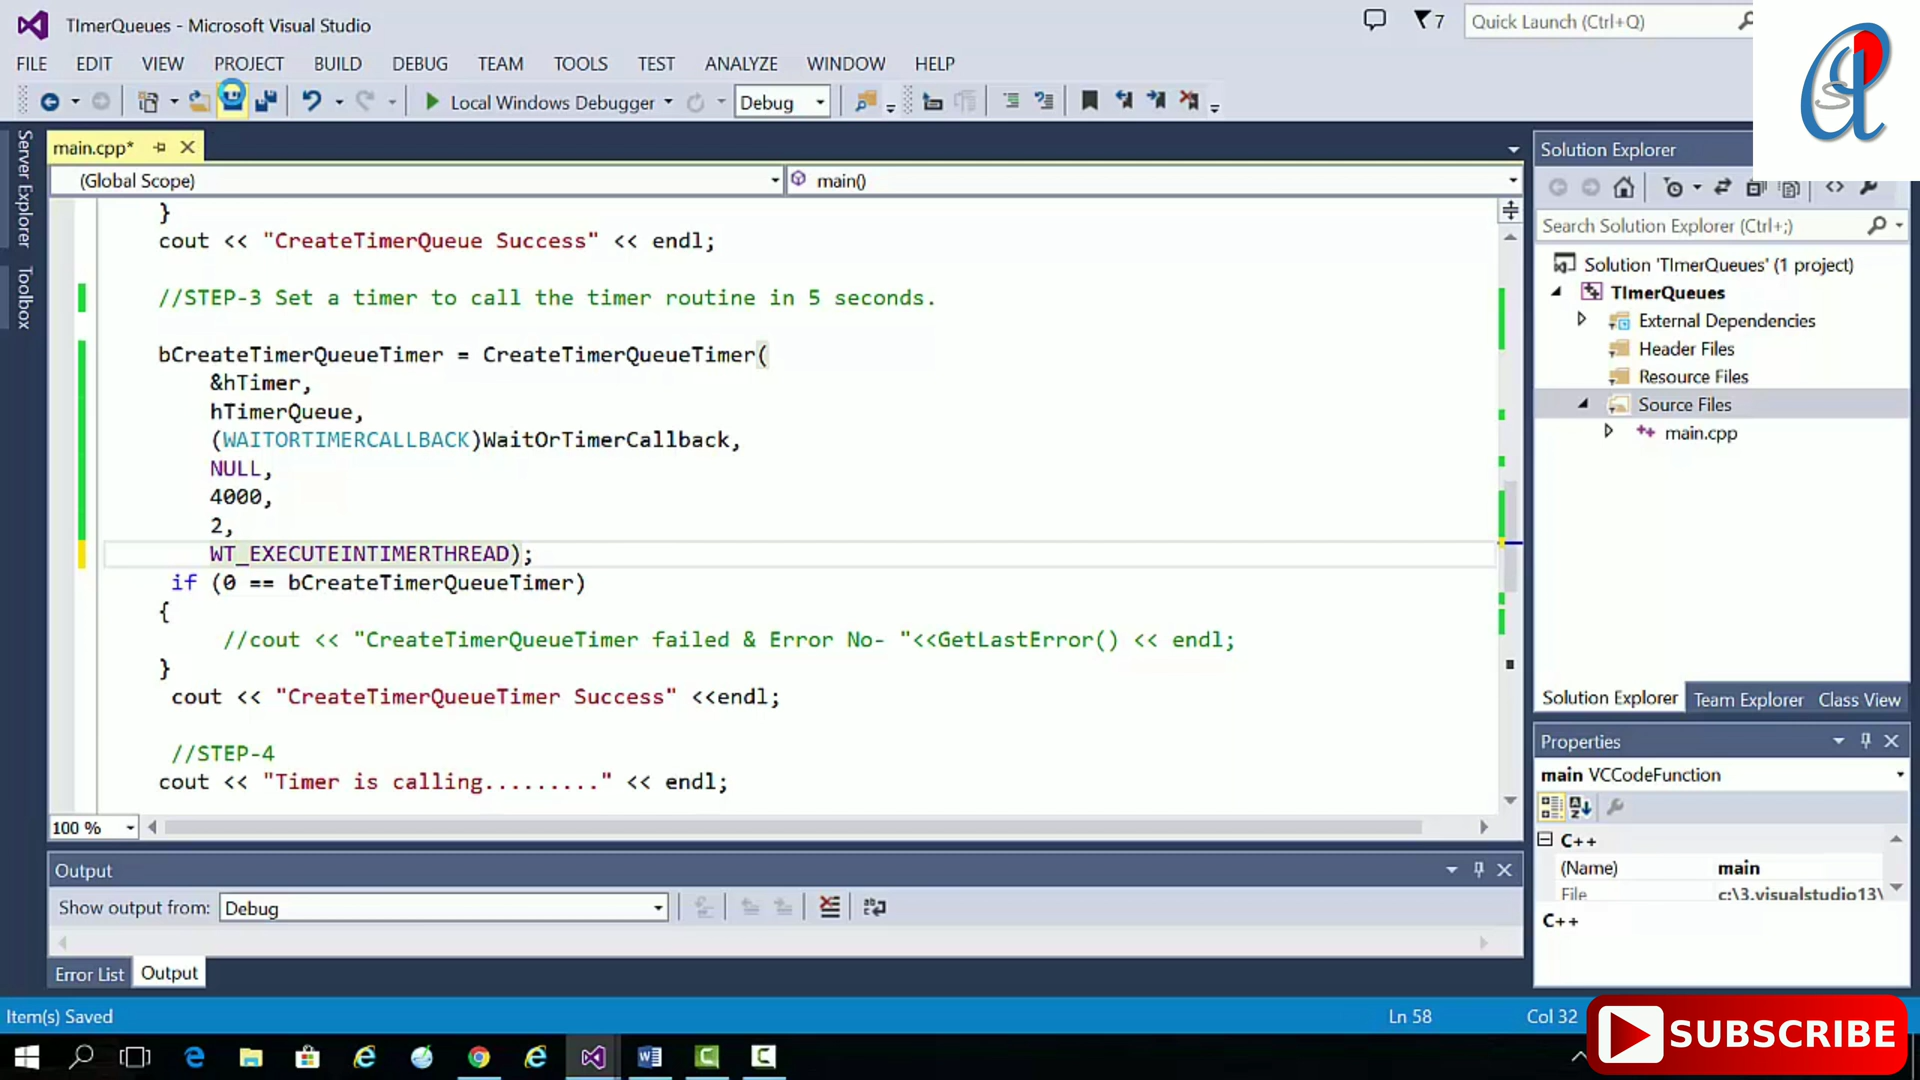 TImerQueues - Microsoft Visual Studio
7
Quick Launch (Ctrl+Q)
FILE EDIT VIEW PROJECT BUILD DEBUG TEAM TOOLS TEST ANALYZE WINDOW HELP
Local Windows Debugger
Debug
Server Explorer
Toolbox
main.cpp*
(Global Scope)
main()
}
cout << "CreateTimerQueue Success" << endl;
//STEP-3 Set a timer to call the timer routine in 5 seconds.
bCreateTimerQueueTimer = CreateTimerQueueTimer(
&hTimer,
hTimerQueue,
(WAITORTIMERCALLBACK)WaitOrTimerCallback,
NULL,
4000,
2,
WT_EXECUTEINTIMERTHREAD);
if (0 == bCreateTimerQueueTimer)
{
//cout << "CreateTimerQueueTimer failed & Error No- "<<GetLastError() << endl;
}
cout << "CreateTimerQueueTimer Success" <<endl;
//STEP-4
cout << "Timer is calling........." << endl;
100 %
Output
Show output from: Debug
Error List
Output
Solution Explorer
Search Solution Explorer (Ctrl+;)
Solution 'TImerQueues' (1 project)
TImerQueues
External Dependencies
Header Files
Resource Files
Source Files
main.cpp
Solution Explorer Team Explorer Class View
Properties
main VCCodeFunction
C++
(Name) main
File c:\3.visualstudio13\
C++
Item(s) Saved
Ln 58
Col 32
SUBSCRIBE